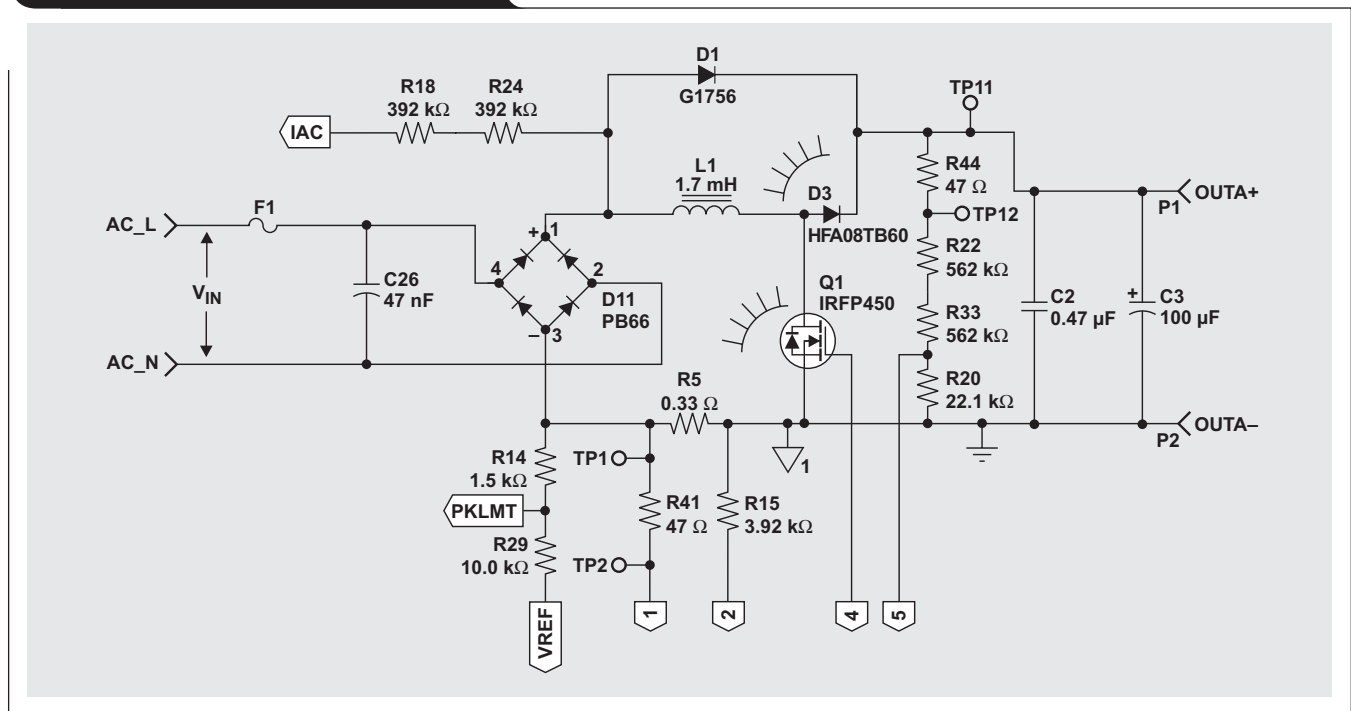 D1
G1756
TP11
R18
392 kΩ
R24
392 kΩ
IAC
L1
1.7 mH
D3
HFA08TB60
R44
47 Ω
TP12
P1
OUTA+
AC_L
F1
VIN
C26
47 nF
+
1
4
2
D11
PB66
–
3
AC_N
Q1
IRFP450
R22
562 kΩ
R33
562 kΩ
C2
0.47 µF
+
C3
100 µF
R20
22.1 kΩ
R5
0.33 Ω
P2
OUTA–
R14
1.5 kΩ
TP1
1
PKLMT
R41
47 Ω
R15
3.92 kΩ
R29
10.0 kΩ
TP2
VREF
1
2
4
5